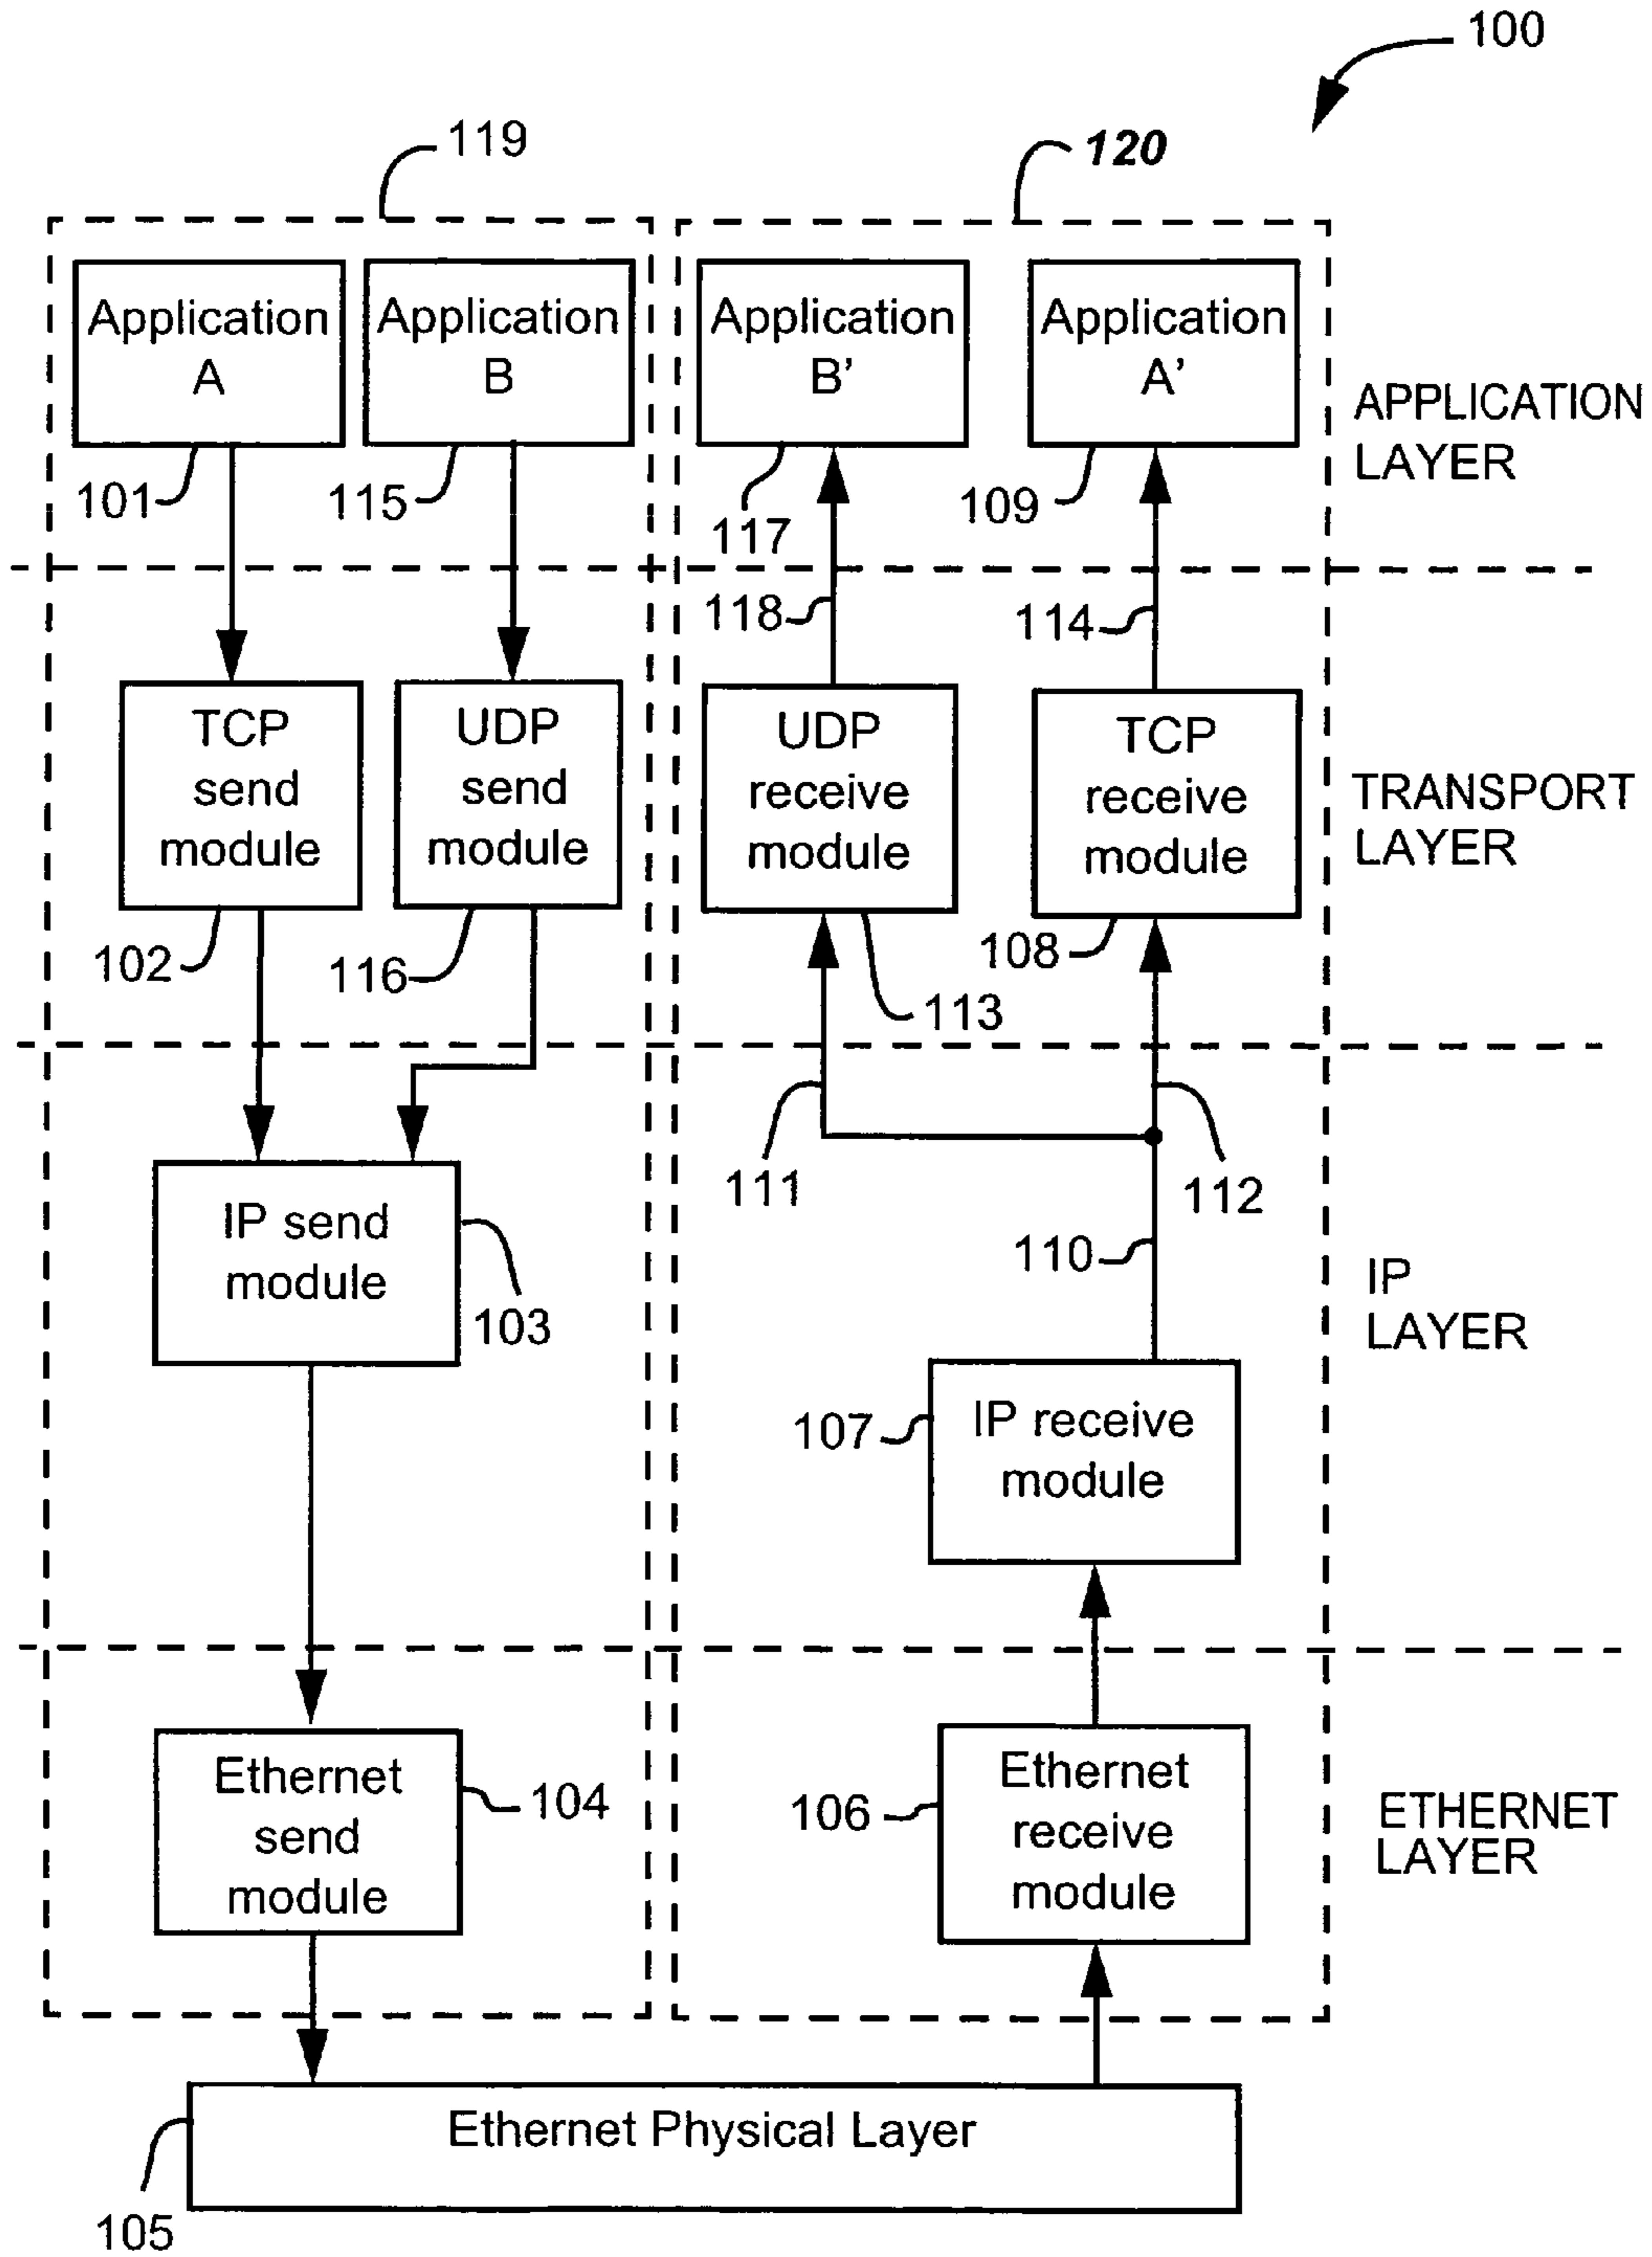 100
119
120
Application
A
Application
B
Application
B'
Application
A'
APPLICATION
LAYER
101
115
117
109
118
114
TCP
send
module
UDP
send
module
UDP
receive
module
TCP
receive
module
TRANSPORT
LAYER
102
116
113
108
111
112
IP send
module
103
110
IP
LAYER
107
IP receive
module
Ethernet
send
module
104
106
Ethernet
receive
module
ETHERNET
LAYER
Ethernet Physical Layer
105